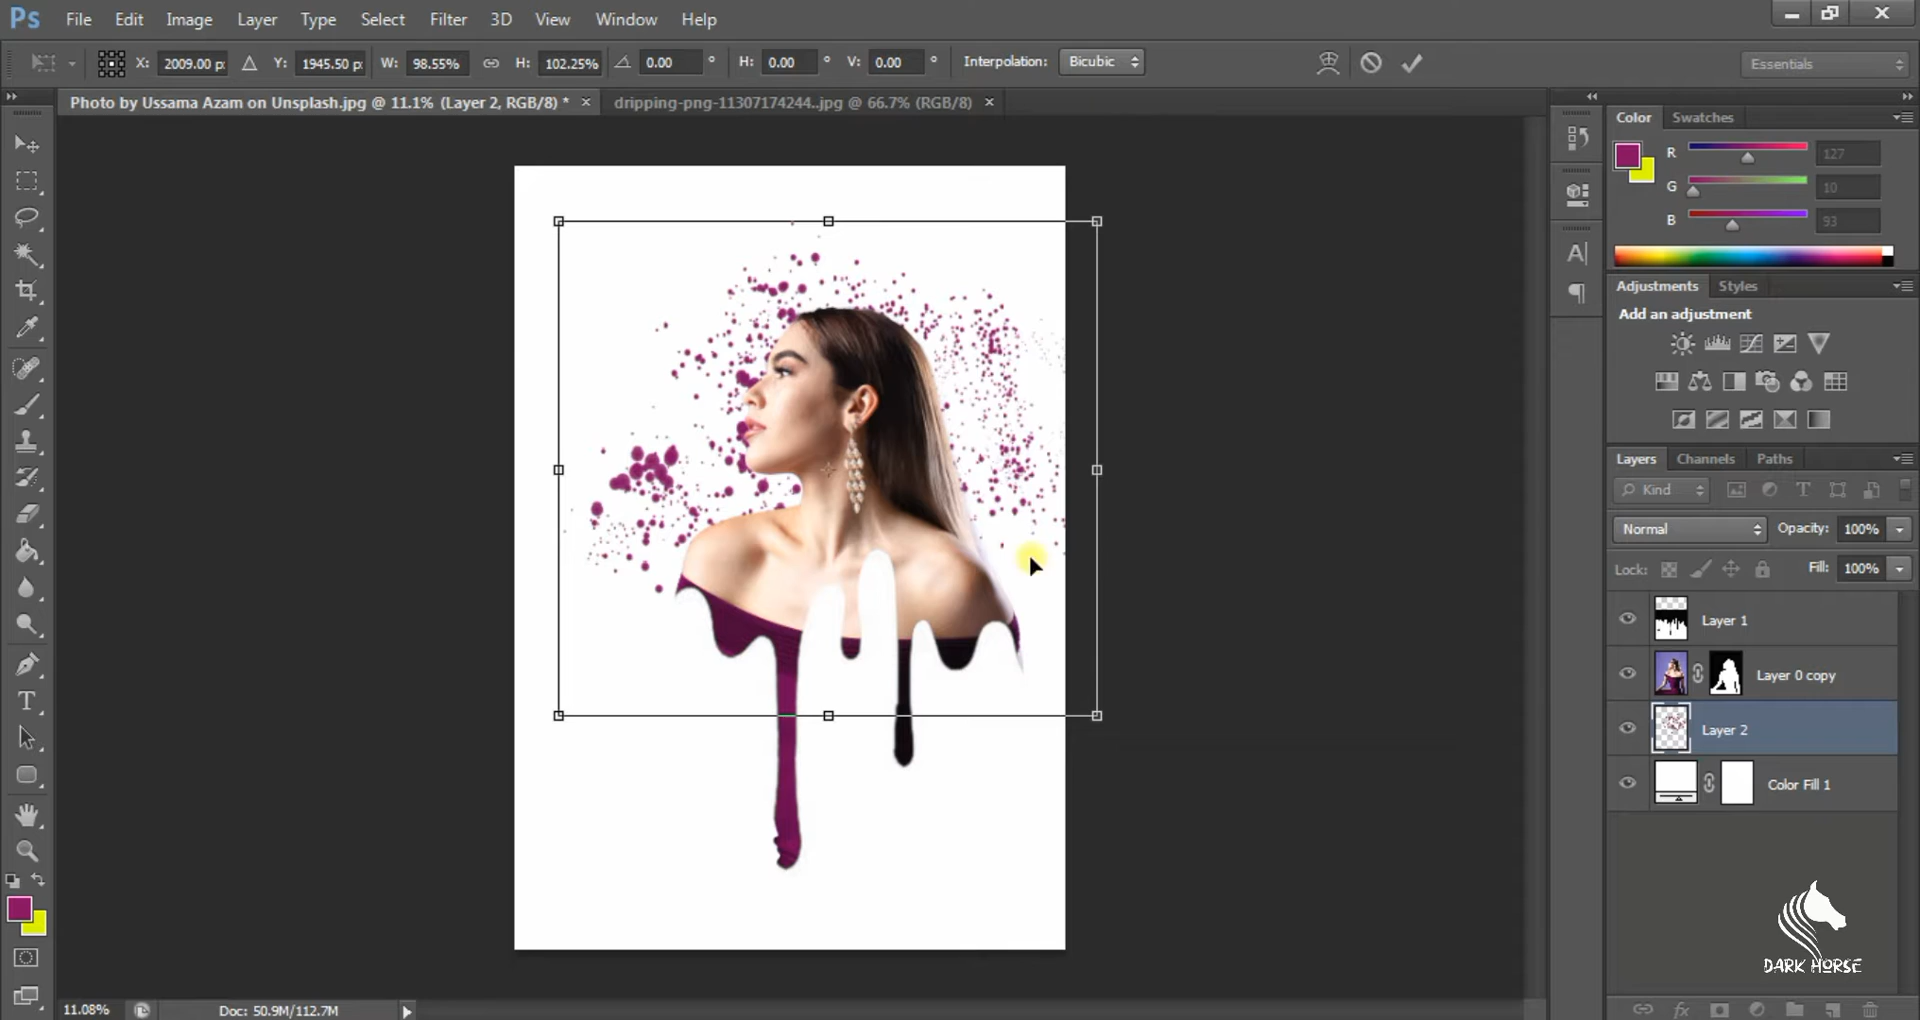 Ps File Edit Image Layer Type Select Filter 3D View Window Help
X: 2009.00 p Y: 1945.50 p W: 98.55% H: 102.25% 0.00 ° H: 0.00 ° V: 0.00 ° Interpolation: Bicubic Essentials
Photo by Ussama Azam on Unsplash.jpg @ 11.1% (Layer 2, RGB/8) * × dripping-png-11307174244..jpg @ 66.7% (RGB/8) ×
Color Swatches
R 127
G 10
B 93
Adjustments Styles
Add an adjustment
Layers Channels Paths
Kind
Normal Opacity: 100%
Lock: Fill: 100%
Layer 1
Layer 0 copy
Layer 2
Color Fill 1
DARK HORSE
11.08% Doc: 50.9M/112.7M